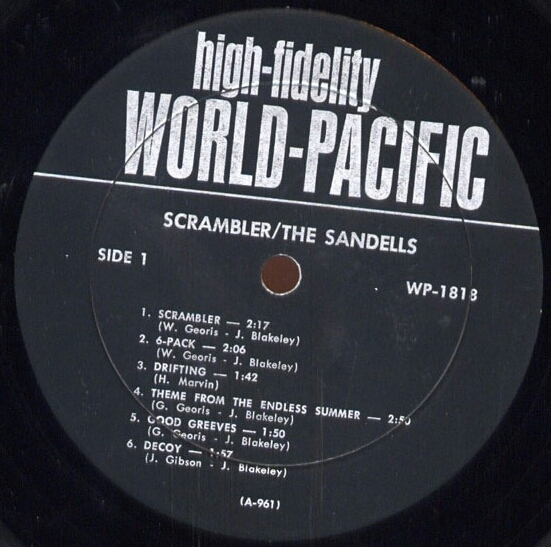 high-fidelity
WORLD-PACIFIC
SCRAMBLER/THE SANDELLS
SIDE 1
WP-1818
1. SCRAMBLER — 2:17
(W. Georis - J. Blakeley)
2. 6-PACK — 2:06
(W. Georis - J. Blakeley)
3. DRIFTING — 1:42
(H. Marvin)
4. THEME FROM THE ENDLESS SUMMER — 2:50
(G. Georis - J. Blakeley)
5. GOOD GREEVES — 1:50
(G. Georis - J. Blakeley)
6. DECOY — 1:57
(J. Gibson - J. Blakeley)
(A-961)